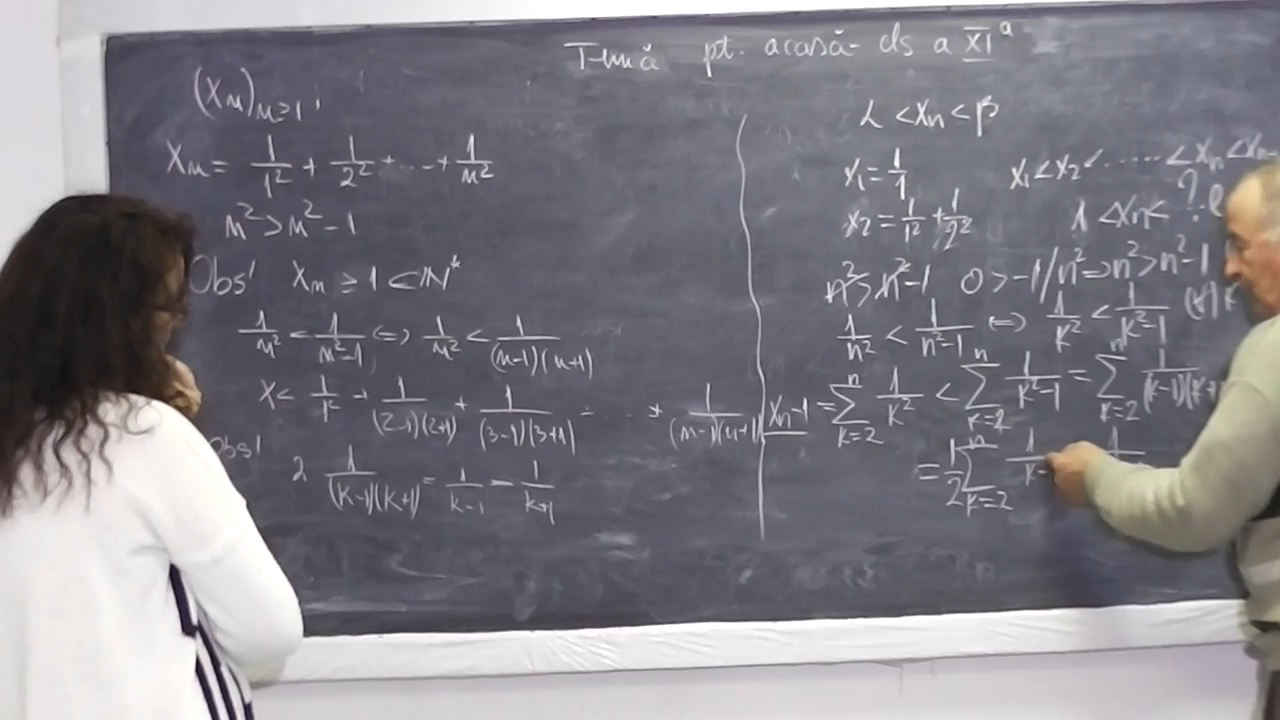 Temă pt. acasă cls a XI ª
(Xn)n≥1,
Xn = 1/1² + 1/2² + ... + 1/n²
n² > n² - 1
Obs! Xn ≥ 1 ⊂ ℕ*
1/n² < 1/(n²-1) <=> 1/n² < 1/((n-1)(n+1))
X < 1/1² + 1/((2-1)(2+1)) + 1/((3-1)(3+1)) + ... + 1/((n-1)(n+1))
Obs!
2 1/((k-1)(k+1)) = 1/(k-1) - 1/(k+1)
α < Xn < β
x1 = 1/1 x1 < x2 < ...... < Xn <
x2 = 1/1² + 1/2² 1 < Xn < ?
n² > n² - 1 0 > -1 / n² => n² > n² - 1
1/n² < 1/(n²-1) <=> 1/k² < 1/(k²-1) (∀) k
Xn - 1 = ∑_{k=2}^{n} 1/k² < ∑_{k=2}^{n} 1/(k²-1) = ∑_{k=2}^{n} 1/((k-1)(k+
= 1/2 ∑_{k=2}^{n} 1/k-